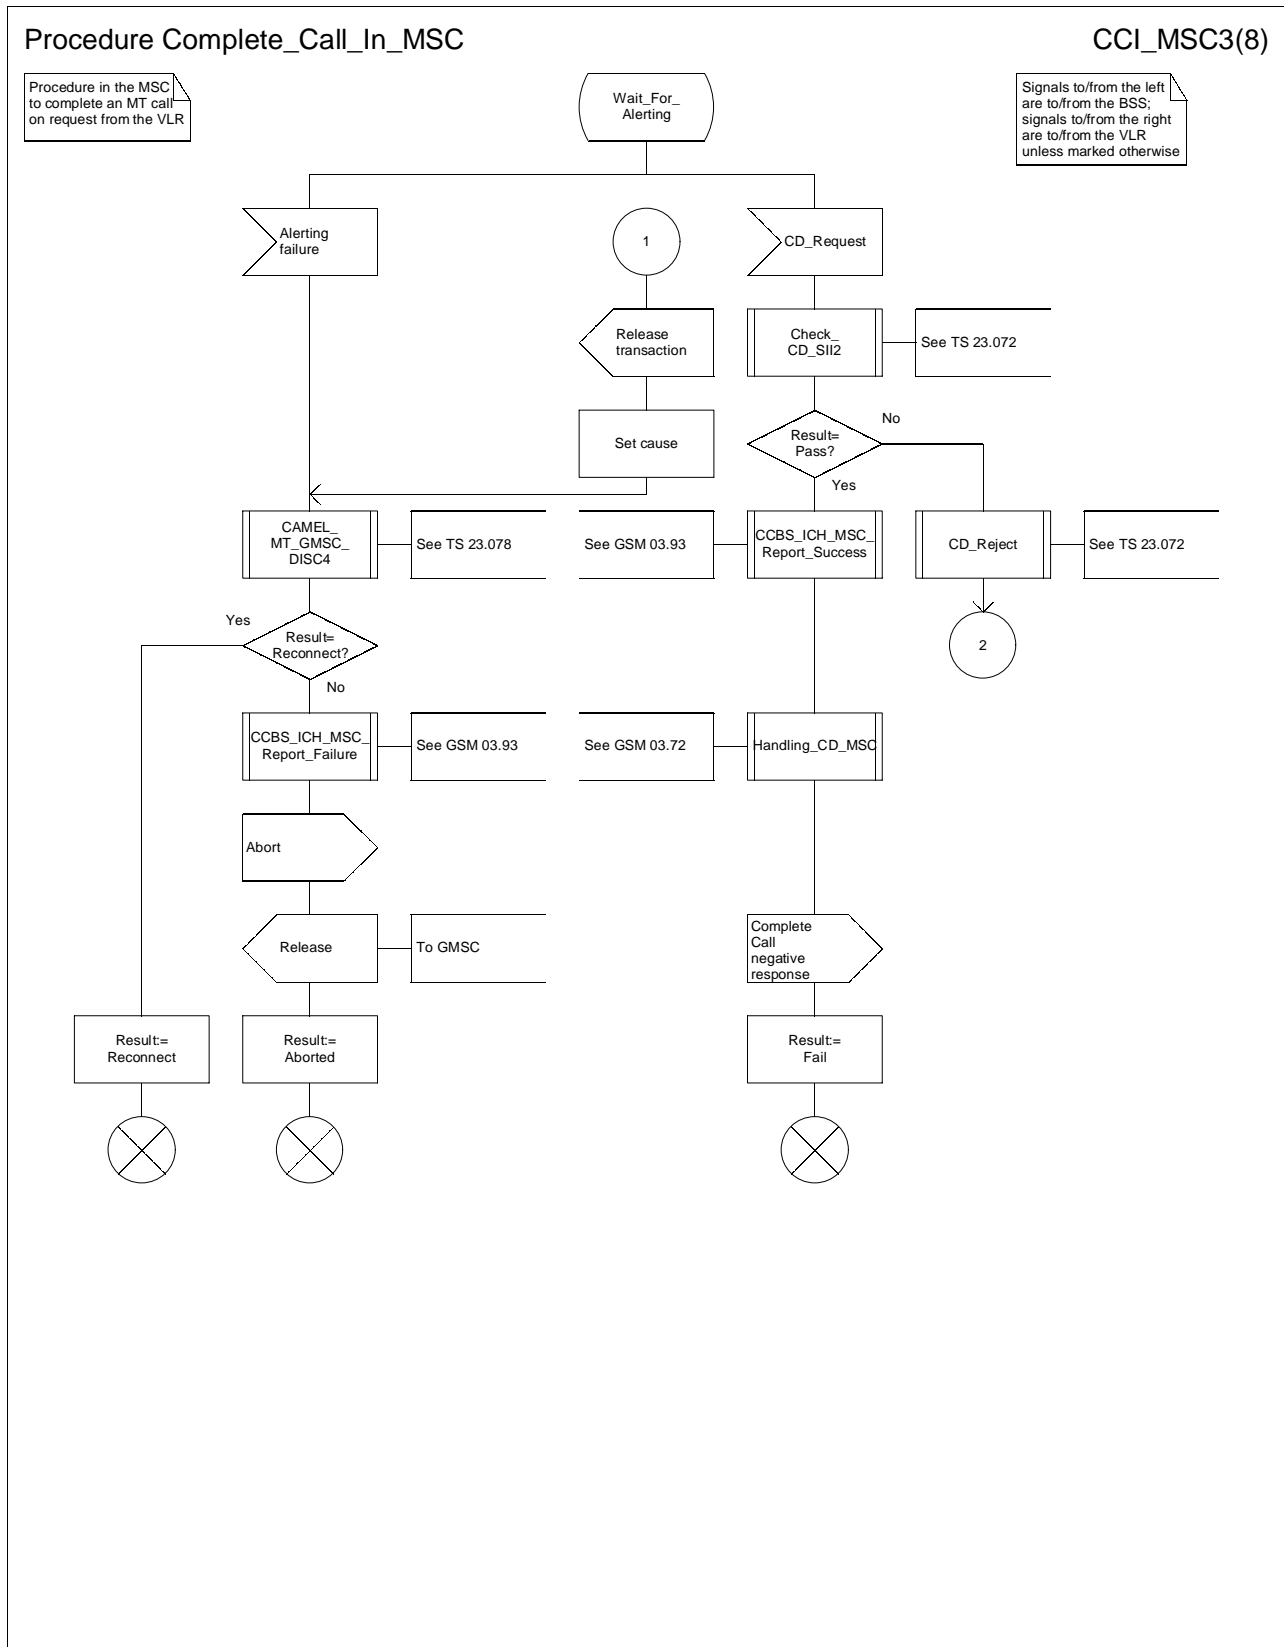 Procedure Complete_Call_In_MSC
CCI_MSC3(8)
Procedure in the MSC
to complete an MT call
on request from the VLR
Wait_For_
Alerting
Signals to/from the left
are to/from the BSS;
signals to/from the right
are to/from the VLR
unless marked otherwise
Alerting
failure
1
CD_Request
Release
transaction
Check_
CD_SII2
See TS 23.072
Set cause
Result=
Pass?
No
Yes
CAMEL_
MT_GMSC_
DISC4
See TS 23.078
See GSM 03.93
CCBS_ICH_MSC_
Report_Success
CD_Reject
See TS 23.072
Yes
Result=
Reconnect?
No
2
CCBS_ICH_MSC_
Report_Failure
See GSM 03.93
See GSM 03.72
Handling_CD_MSC
Abort
Release
To GMSC
Complete
Call
negative
response
Result:=
Reconnect
Result:=
Aborted
Result:=
Fail